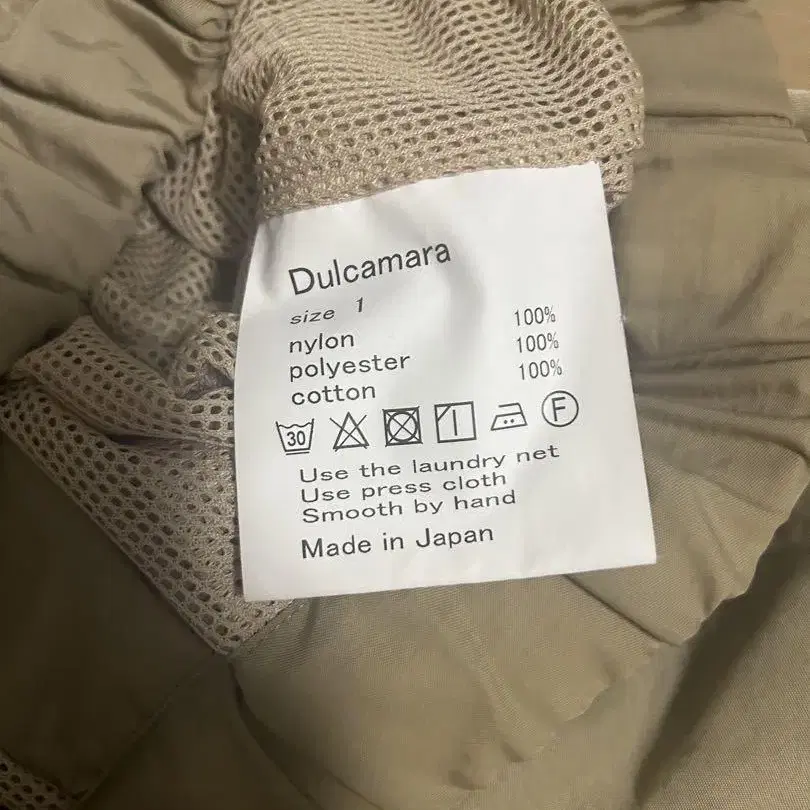 Dulcamara
size 1
nylon 100%
polyester 100%
cotton 100%
30 F
Use the laundry net
Use press cloth
Smooth by hand
Made in Japan